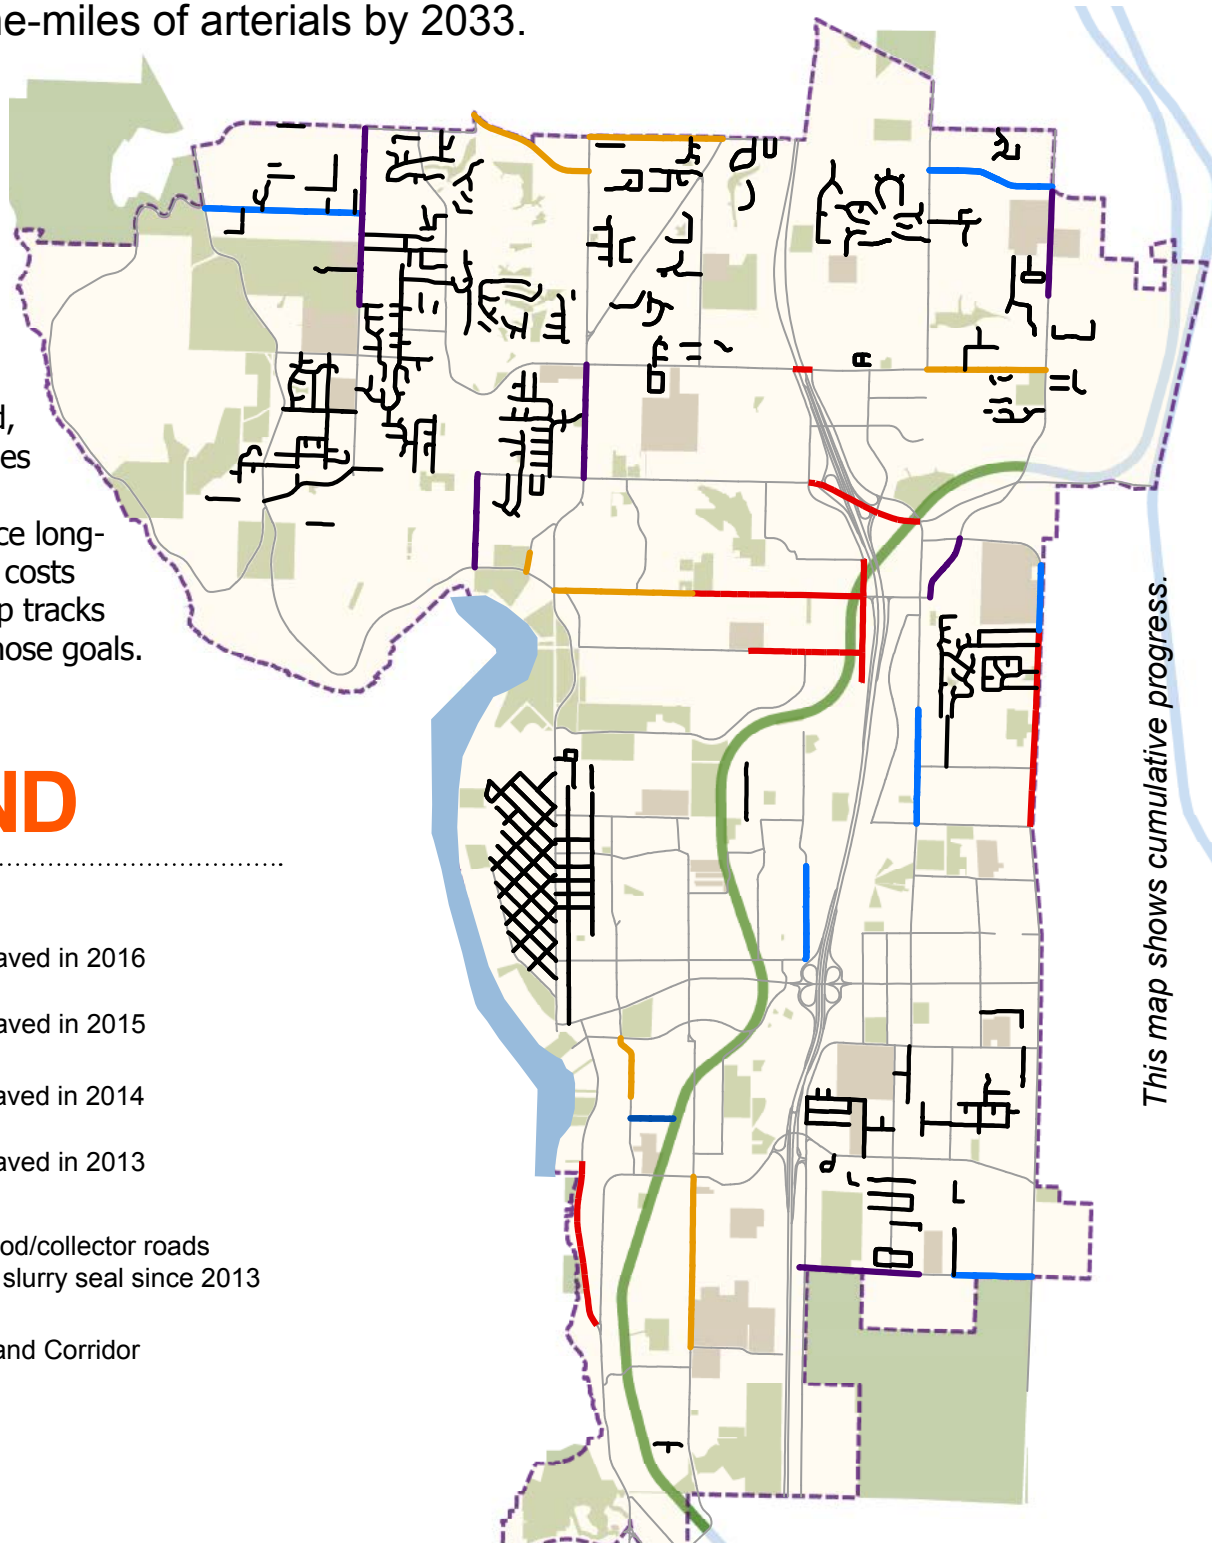 ne-miles of arterials by 2033.
d,
es
ce long-
costs
p tracks
hose goals.
ND
aved in 2016
aved in 2015
aved in 2014
aved in 2013
od/collector roads
slurry seal since 2013
and Corridor
This map shows cumulative progress.